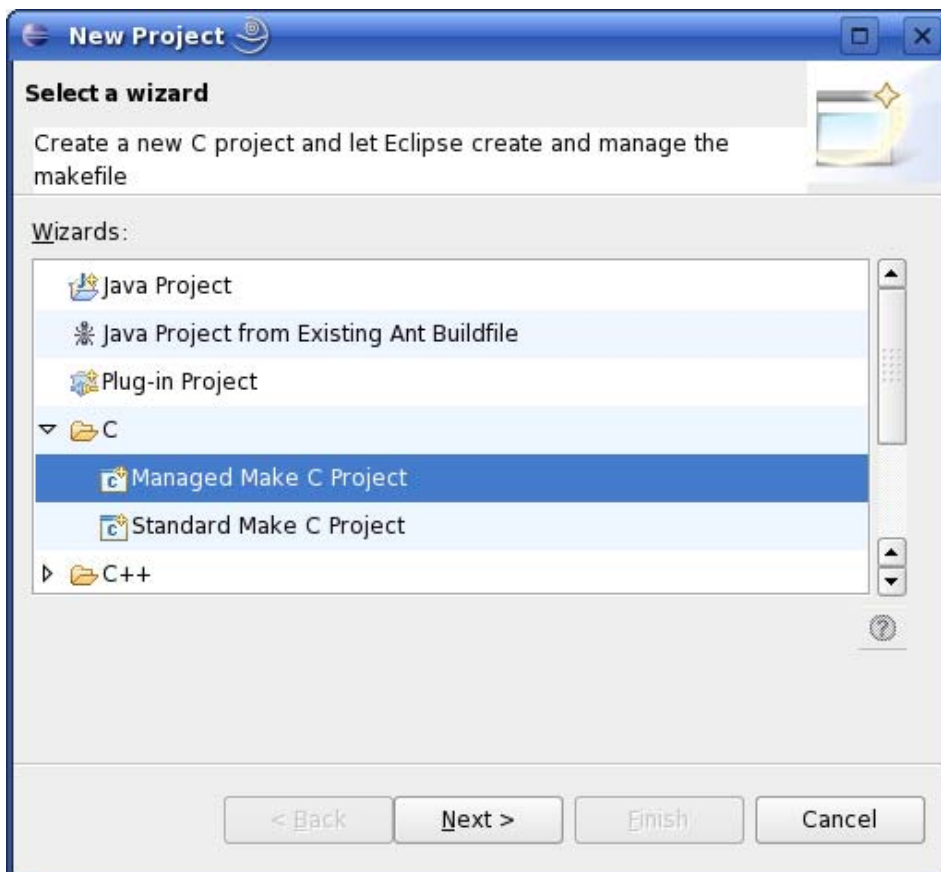 New Project
Select a wizard
Create a new C project and let Eclipse create and manage the
makefile
Wizards:
Java Project
Java Project from Existing Ant Buildfile
Plug-in Project
C
Managed Make C Project
Standard Make C Project
C++
?
< Back
Next >
Finish
Cancel